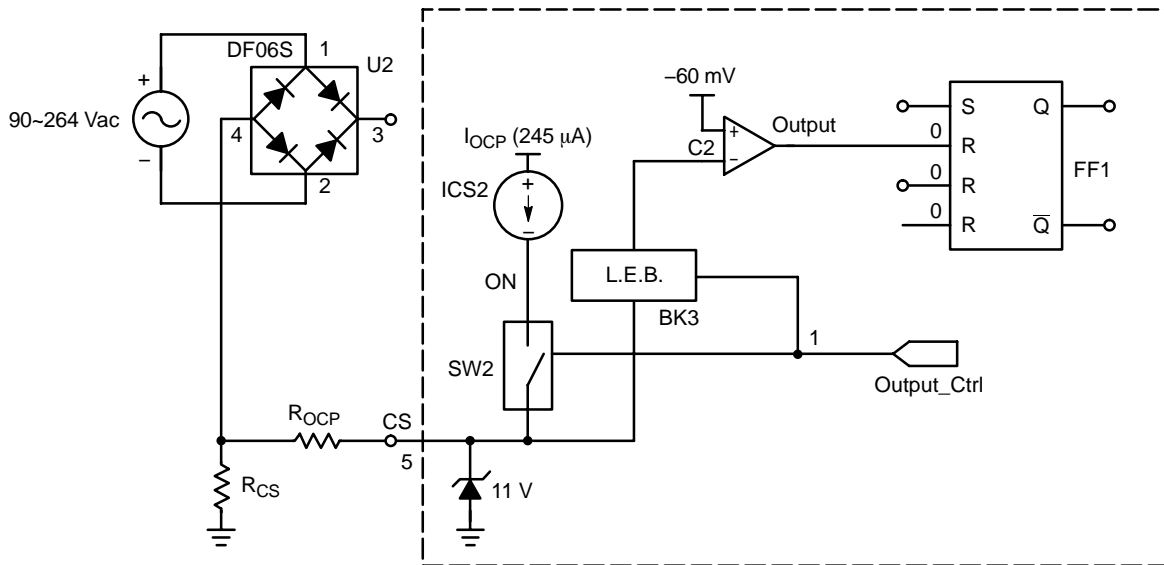 DF06S 1
U2
+
90~264 Vac
−
4
3
2
–60 mV
+
C2
−
Output
S Q
0
R
0
R
FF1
0
R Q̅
I_OCP (245 μA)
+
ICS2
−
ON
L.E.B.
BK3
1
SW2
Output_Ctrl
R_OCP
CS
5
R_CS
11 V